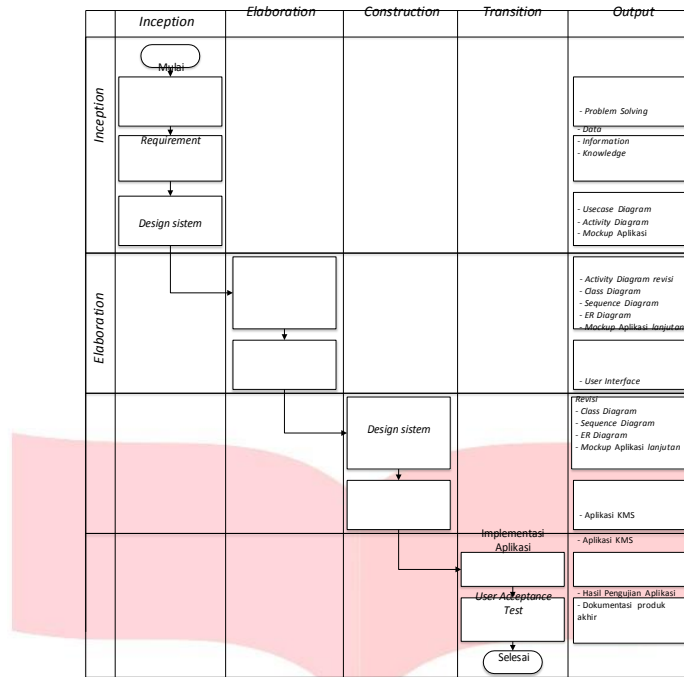 Inception
Elaboration
Construction
Transition
Output
Inception
Mulai
- Problem Solving
Requirement
- Data
- Information
- Knowledge
Design sistem
- Usecase Diagram
- Activity Diagram
- Mockup Aplikasi
Elaboration
- Activity Diagram revisi
- Class Diagram
- Sequence Diagram
- ER Diagram
- Mockup Aplikasi lanjutan
- User Interface
Design sistem
Revisi
- Class Diagram
- Sequence Diagram
- ER Diagram
- Mockup Aplikasi lanjutan
- Aplikasi KMS
Implementasi
Aplikasi
- Aplikasi KMS
User Acceptance
Test
- Hasil Pengujian Aplikasi
- Dokumentasi produk
akhir
Selesai